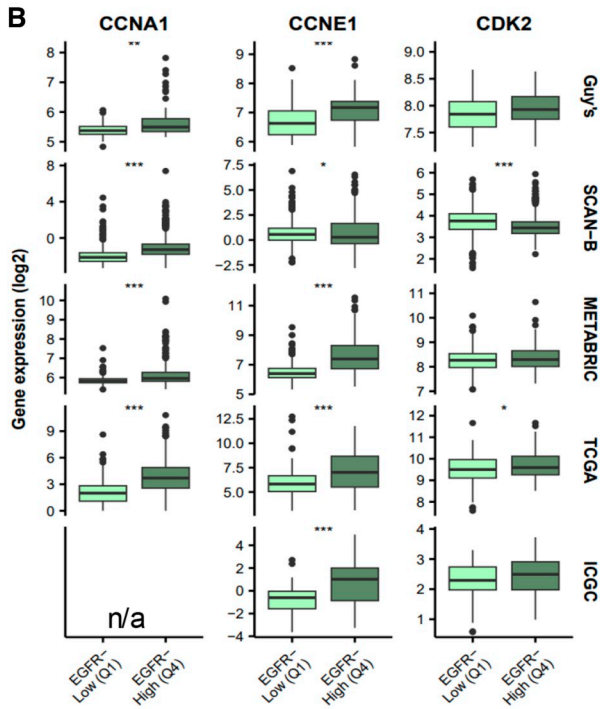 B
CCNA1 CCNE1 CDK2
Gene expression (log2)
** ***
8
6
5
9
8
7
6
9.0
8.5
8.0
7.5
Guy's
*** * ***
8
0
7.5
5.0
2.5
0.0
−2.5
6
5
4
3
2
SCAN−B
*** ***
10
9
8
7
6
11
9
7
5
11
10
9
8
7
METABRIC
*** *** *
9
6
3
0
12.5
10.0
7.5
5.0
12
11
10
9
8
TCGA
***
n/a
4
2
0
−2
−4
4
3
2
1
ICGC
EGFR−
Low (Q1)
EGFR−
High (Q4)
EGFR−
Low (Q1)
EGFR−
High (Q4)
EGFR−
Low (Q1)
EGFR−
High (Q4)